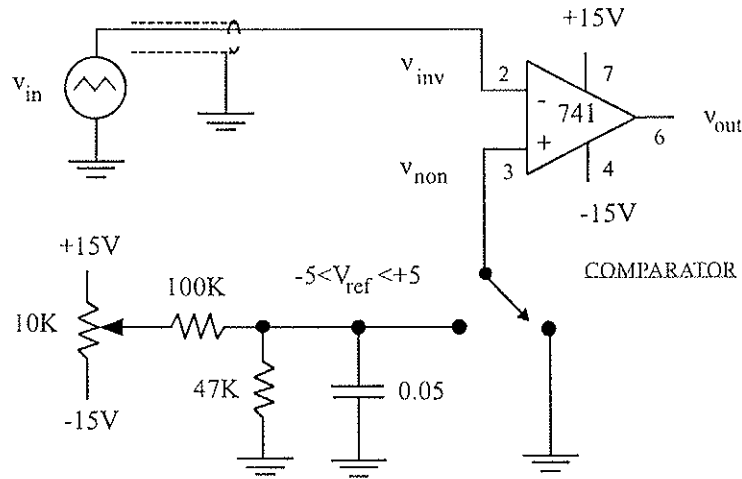 +15V
v_in
v_inv
2
7
-
741
+
6
v_out
v_non
3
4
-15V
+15V
-5<V_ref<+5
COMPARATOR
100K
10K
47K
0.05
-15V